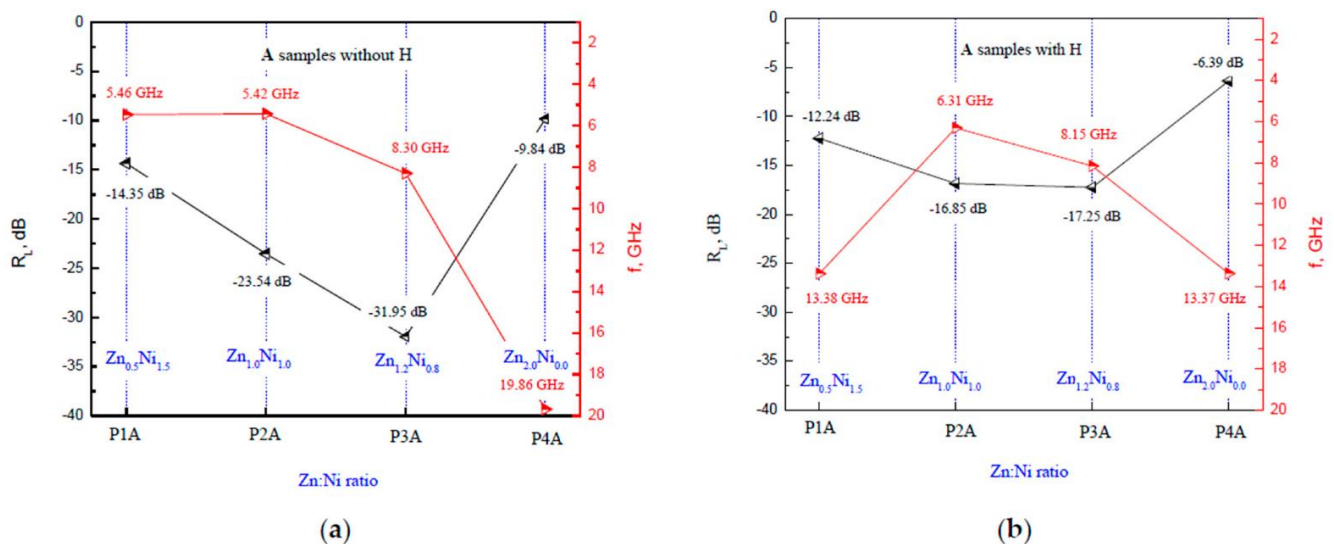 A samples without H
0
-5
-10
-15
-20
-25
-30
-35
-40
R_L, dB
5.46 GHz
5.42 GHz
8.30 GHz
19.86 GHz
-14.35 dB
-23.54 dB
-31.95 dB
-9.84 dB
Zn0.5Ni1.5
Zn1.0Ni1.0
Zn1.2Ni0.8
Zn2.0Ni0.0
2
4
6
8
10
12
14
16
18
20
f, GHz
P1A P2A P3A P4A
Zn:Ni ratio
(a)
A samples with H
0
-5
-10
-15
-20
-25
-30
-35
-40
R_L, dB
-12.24 dB
-16.85 dB
-17.25 dB
-6.39 dB
13.38 GHz
6.31 GHz
8.15 GHz
13.37 GHz
Zn0.5Ni1.5
Zn1.0Ni1.0
Zn1.2Ni0.8
Zn2.0Ni0.0
2
4
6
8
10
12
14
16
18
20
f, GHz
P1A P2A P3A P4A
Zn:Ni ratio
(b)